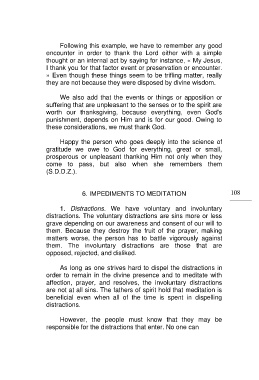 Following this example, we have to remember any good
encounter in order to thank the Lord either with a simple
thought or an internal act by saying for instance, « My Jesus,
I thank you for that factor event or preservation or encounter.
» Even though these seem to be trifling matter, really
they are not because they were disposed by divine wisdom.
We also add that the events or things or apposition or
suffering that are unpleasant to the senses or to the spirit are
worth our thanksgiving, because everything, even God's
punishment, depends on Him and is for our good. Owing to
these considerations, we must thank God.
Happy the person who goes deeply into the science of
gratitude we owe to God for everything, great or small,
prosperous or unpleasant thanking Him not only when they
come to pass, but also when she remembers them
(S.D.O.Z.).
6. IMPEDIMENTS TO MEDITATION
108
1. Distractions. We have voluntary and involuntary
distractions. The voluntary distractions are sins more or less
grave depending on our awareness and consent of our will to
them. Because they destroy the fruit of the prayer, making
matters worse, the person has to battle vigorously against
them. The involuntary distractions are those that are
opposed, rejected, and disliked.
As long as one strives hard to dispel the distractions in
order to remain in the divine presence and to meditate with
affection, prayer, and resolves, the involuntary distractions
are not at all sins. The fathers of spirit hold that meditation is
beneficial even when all of the time is spent in dispelling
distractions.
However, the people must know that they may be
responsible for the distractions that enter. No one can